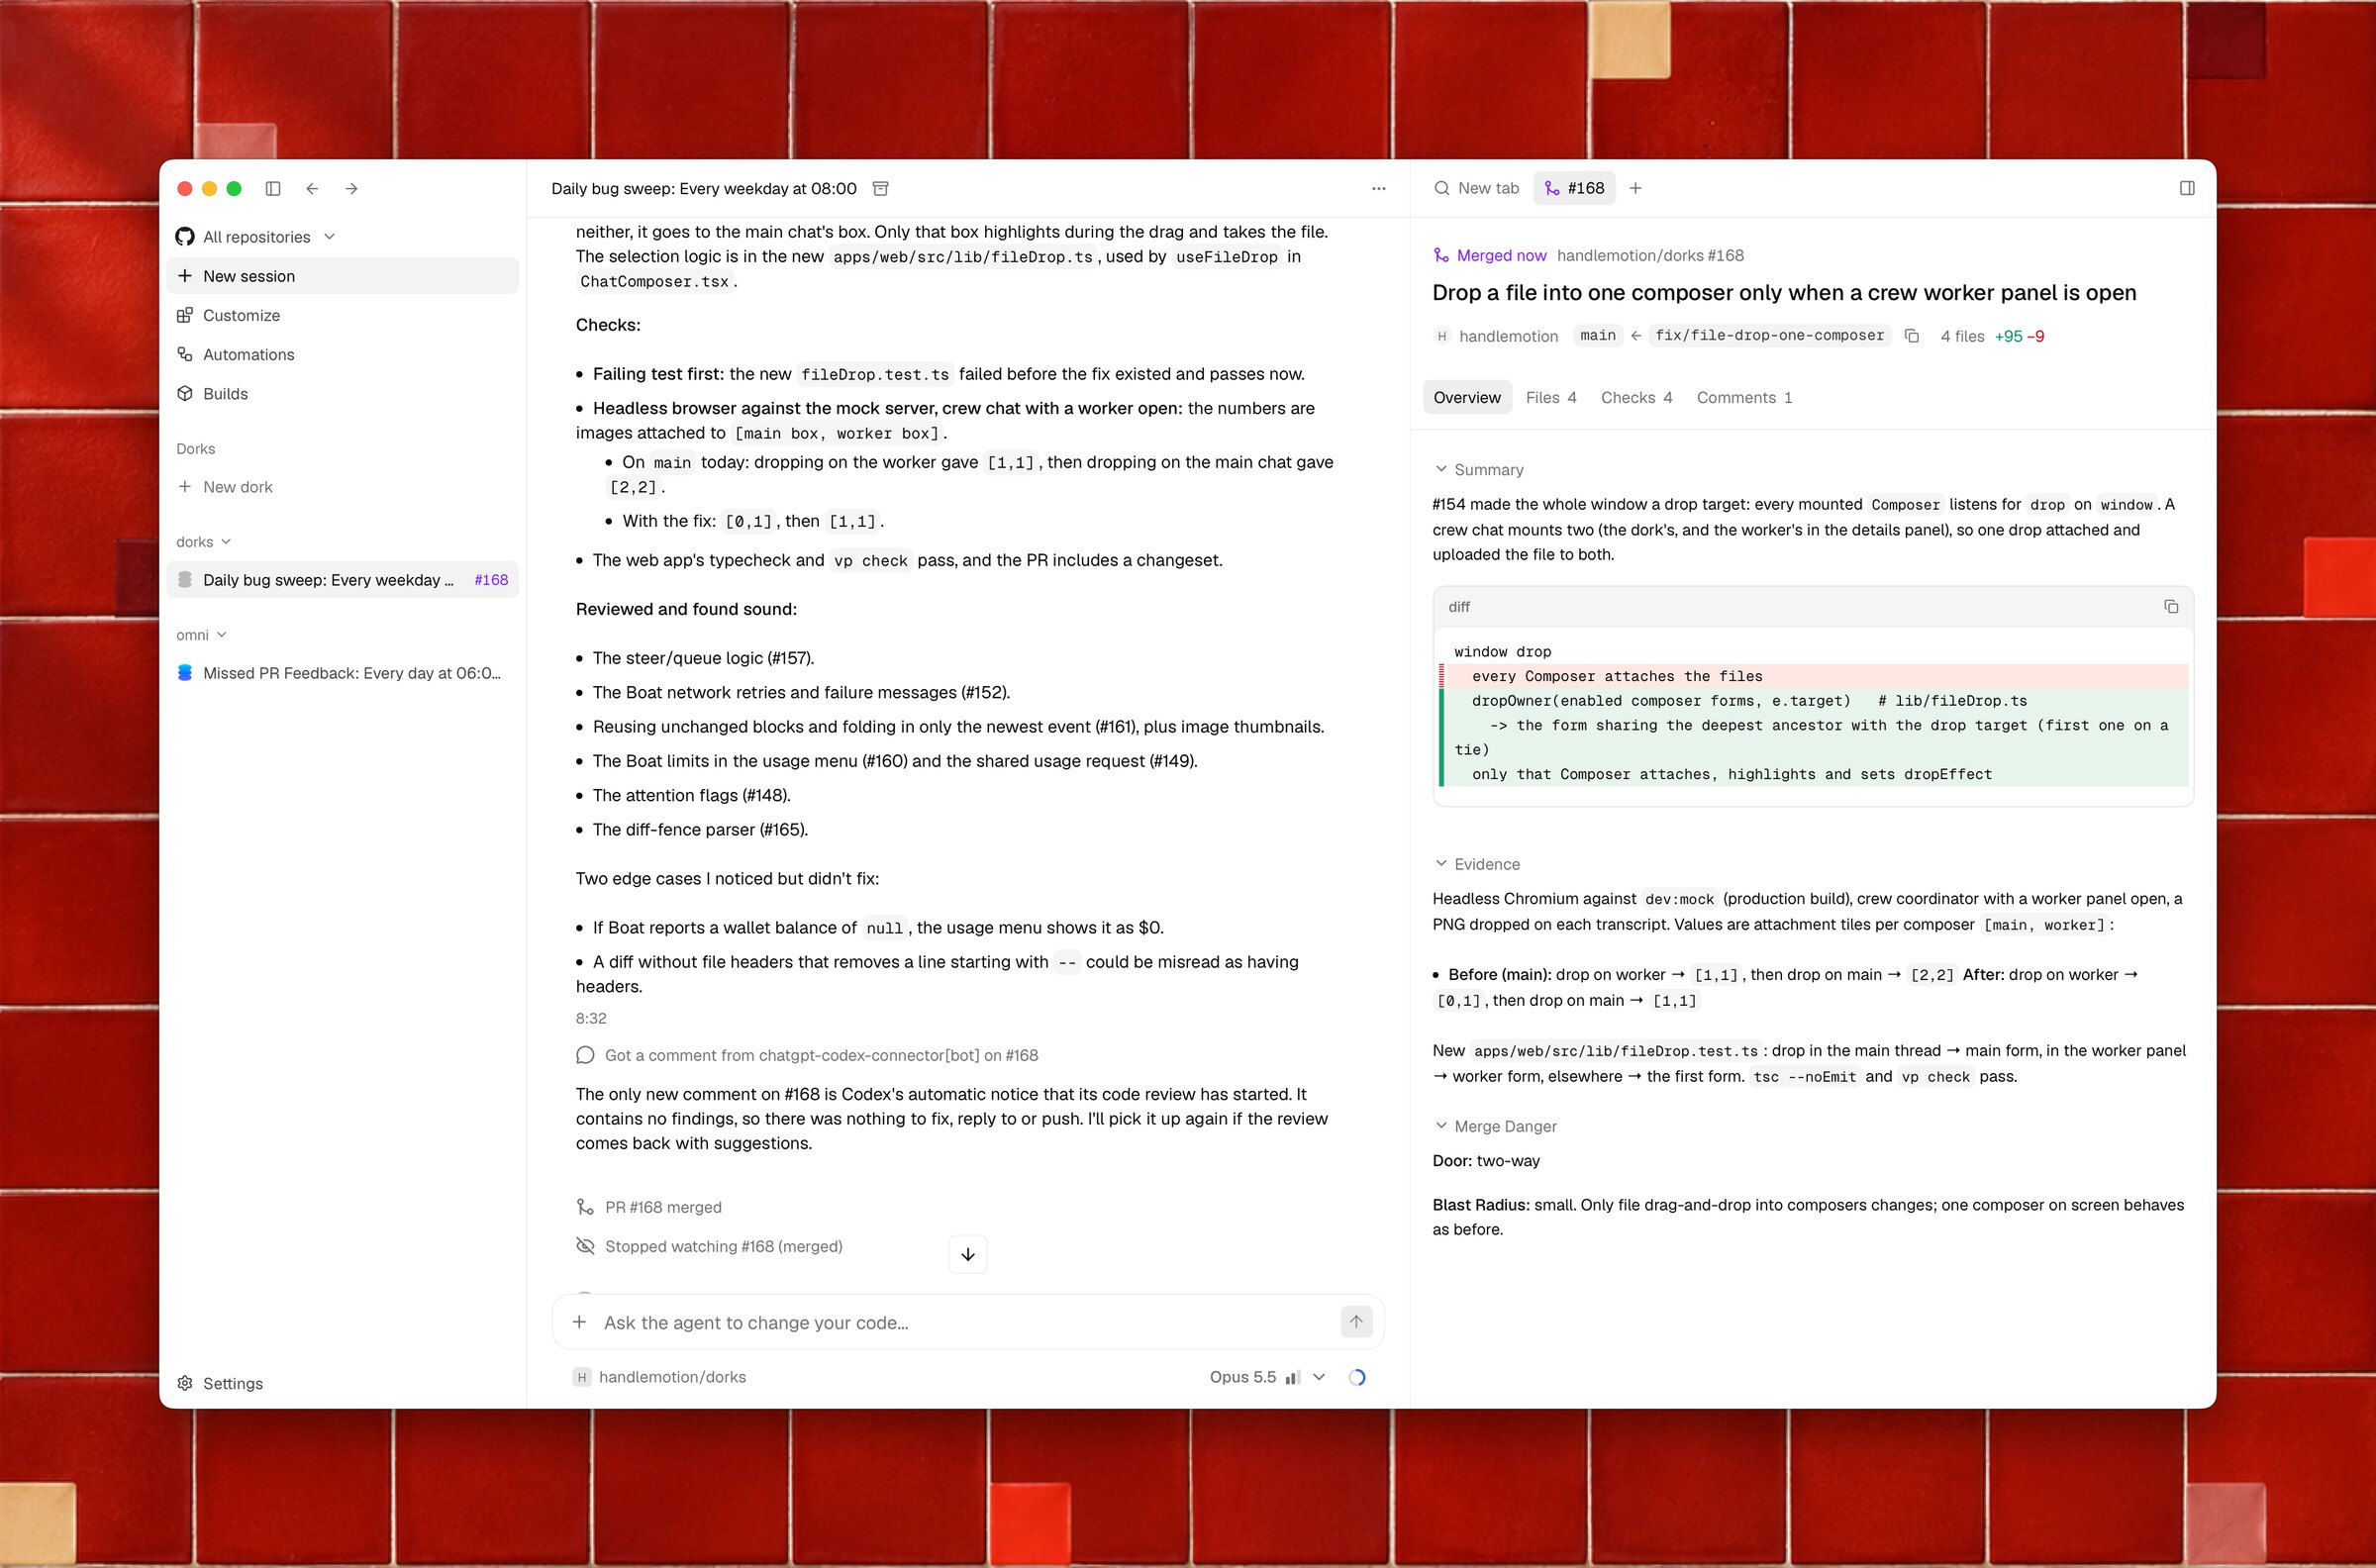 All repositories
New session
Customize
Automations
Builds
Dorks
New dork
dorks
Daily bug sweep: Every weekday ... #168
omni
Missed PR Feedback: Every day at 06:0...
Settings
Daily bug sweep: Every weekday at 08:00
neither, it goes to the main chat's box. Only that box highlights during the drag and takes the file.
The selection logic is in the new apps/web/src/lib/fileDrop.ts, used by useFileDrop in
ChatComposer.tsx.
Checks:
• Failing test first: the new fileDrop.test.ts failed before the fix existed and passes now.
• Headless browser against the mock server, crew chat with a worker open: the numbers are
images attached to [main box, worker box].
• On main today: dropping on the worker gave [1,1], then dropping on the main chat gave
[2,2].
• With the fix: [0,1], then [1,1].
• The web app's typecheck and vp check pass, and the PR includes a changeset.
Reviewed and found sound:
• The steer/queue logic (#157).
• The Boat network retries and failure messages (#152).
• Reusing unchanged blocks and folding in only the newest event (#161), plus image thumbnails.
• The Boat limits in the usage menu (#160) and the shared usage request (#149).
• The attention flags (#148).
• The diff-fence parser (#165).
Two edge cases I noticed but didn't fix:
• If Boat reports a wallet balance of null, the usage menu shows it as $0.
• A diff without file headers that removes a line starting with -- could be misread as having
headers.
8:32
Got a comment from chatgpt-codex-connector[bot] on #168
The only new comment on #168 is Codex's automatic notice that its code review has started. It
contains no findings, so there was nothing to fix, reply to or push. I'll pick it up again if the review
comes back with suggestions.
PR #168 merged
Stopped watching #168 (merged)
Ask the agent to change your code...
H handlemotion/dorks
Opus 5.5
New tab
#168
Merged now handlemotion/dorks #168
Drop a file into one composer only when a crew worker panel is open
H handlemotion main ← fix/file-drop-one-composer 4 files +95 -9
Overview Files 4 Checks 4 Comments 1
Summary
#154 made the whole window a drop target: every mounted Composer listens for drop on window. A
crew chat mounts two (the dork's, and the worker's in the details panel), so one drop attached and
uploaded the file to both.
diff
window drop
every Composer attaches the files
dropOwner(enabled composer forms, e.target) # lib/fileDrop.ts
-> the form sharing the deepest ancestor with the drop target (first one on a
tie)
only that Composer attaches, highlights and sets dropEffect
Evidence
Headless Chromium against dev:mock (production build), crew coordinator with a worker panel open, a
PNG dropped on each transcript. Values are attachment tiles per composer [main, worker]:
• Before (main): drop on worker → [1,1], then drop on main → [2,2] After: drop on worker →
[0,1], then drop on main → [1,1]
New apps/web/src/lib/fileDrop.test.ts: drop in the main thread → main form, in the worker panel
→ worker form, elsewhere → the first form. tsc --noEmit and vp check pass.
Merge Danger
Door: two-way
Blast Radius: small. Only file drag-and-drop into composers changes; one composer on screen behaves
as before.